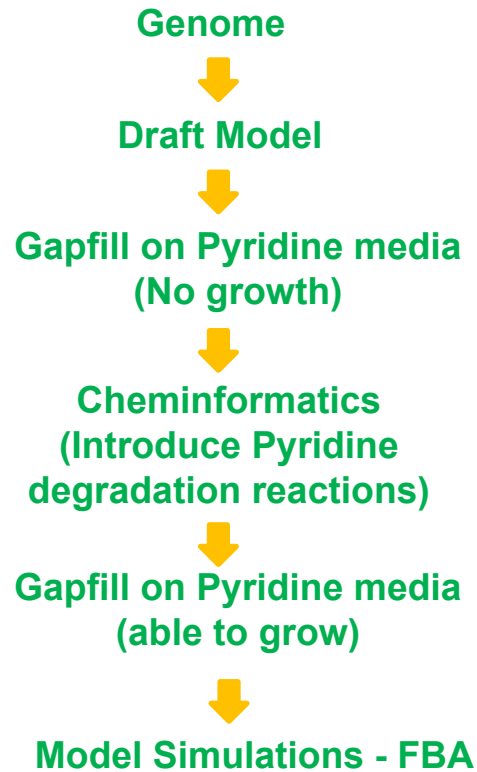 Genome
Draft Model
Gapfill on Pyridine media
(No growth)
Cheminformatics
(Introduce Pyridine
degradation reactions)
Gapfill on Pyridine media
(able to grow)
Model Simulations - FBA